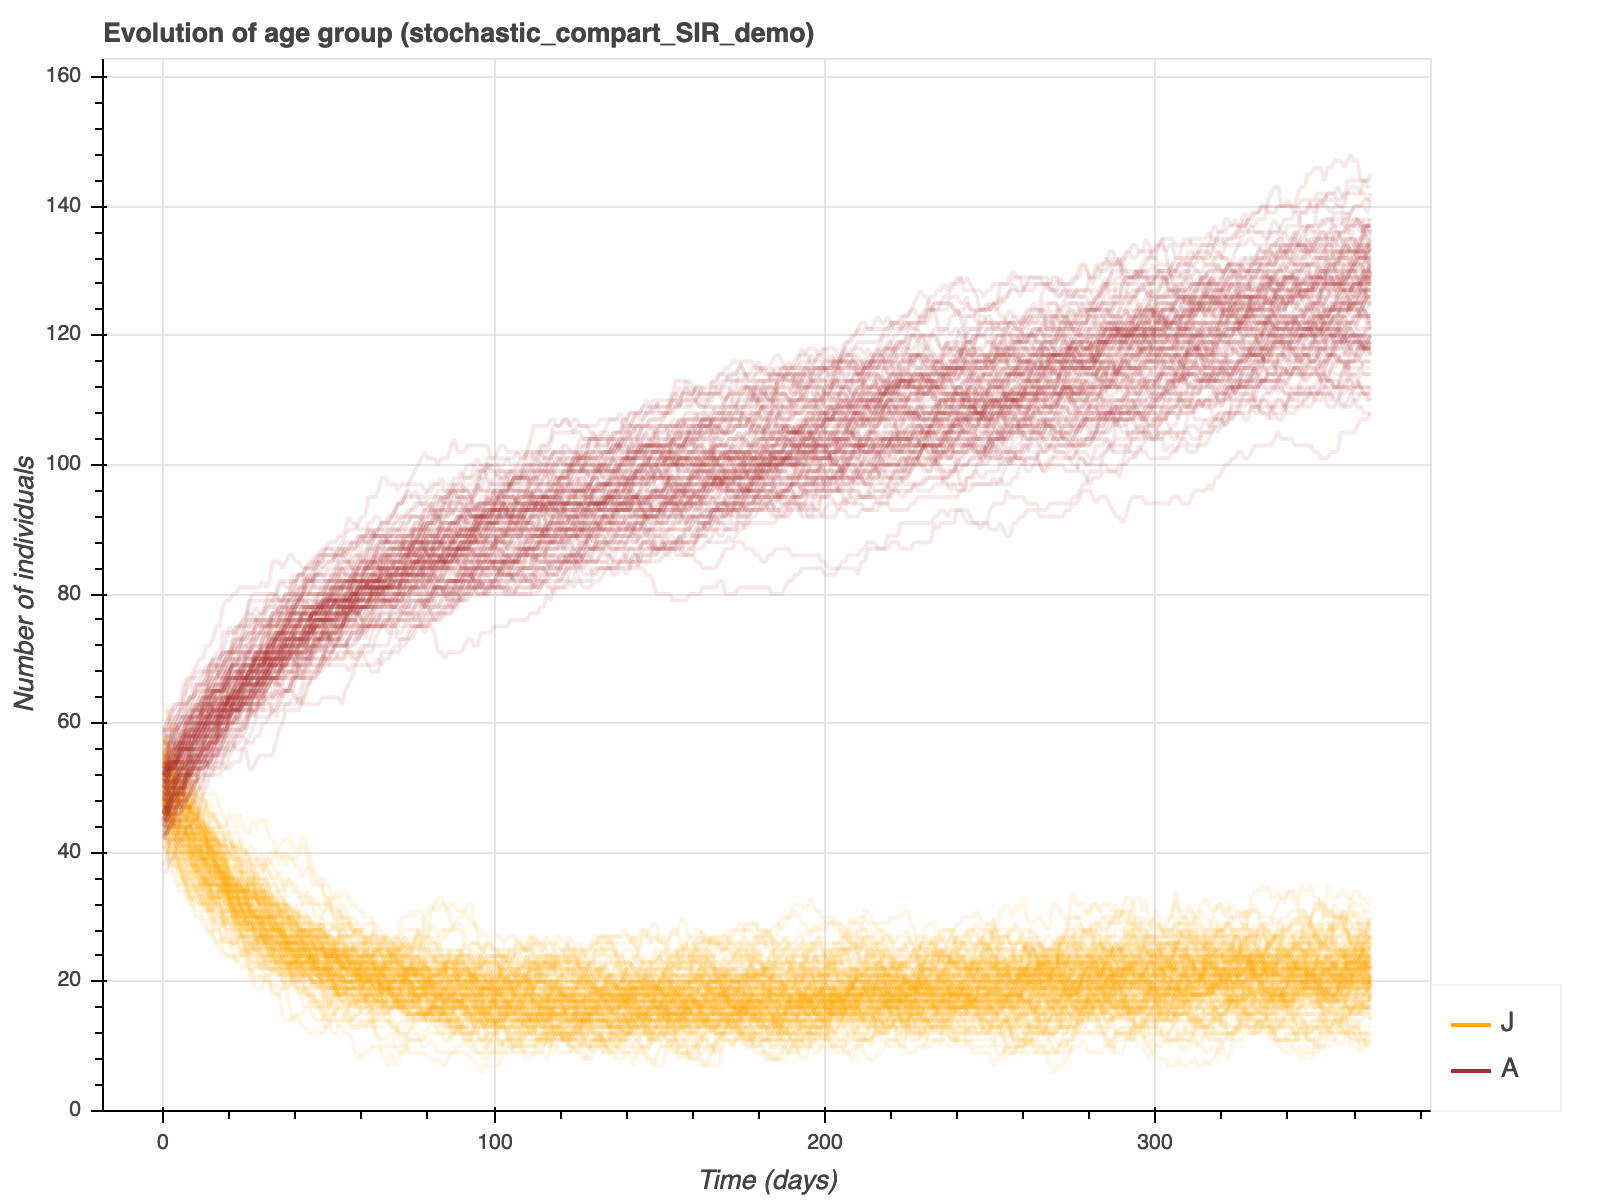 Evolution of age group (stochastic_compart_SIR_demo)
160
140
120
100
80
60
40
20
0
Number of individuals
0 100 200 300
Time (days)
J
A